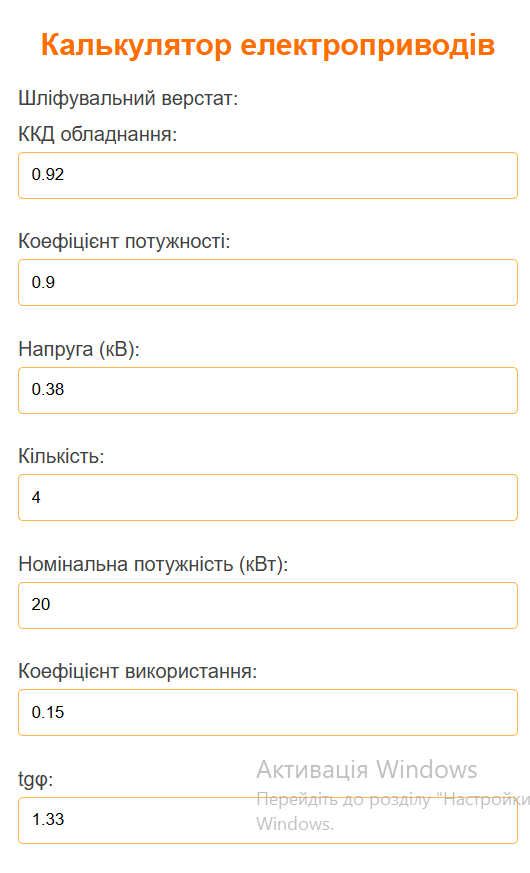 Калькулятор електроприводів
Шліфувальний верстат:
ККД обладнання:
0.92
Коефіцієнт потужності:
0.9
Напруга (кВ):
0.38
Кількість:
4
Номінальна потужність (кВт):
20
Коефіцієнт використання:
0.15
tgφ:
1.33
Активація Windows
Перейдіть до розділу "Настройки
Windows.